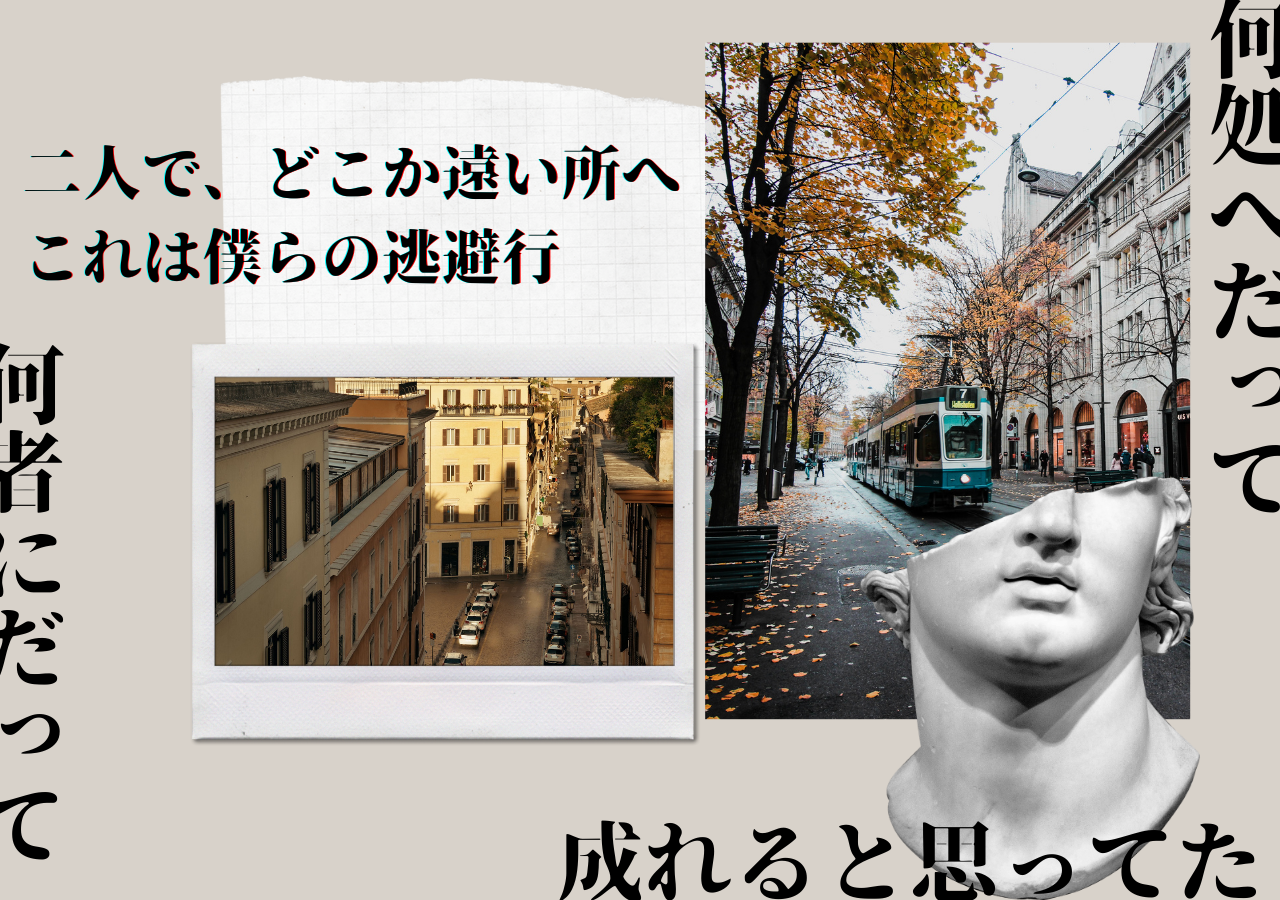 二人で、どこか遠い所へ
これは僕らの逃避行
何処へだって
何者にだって
成れると思ってた
7